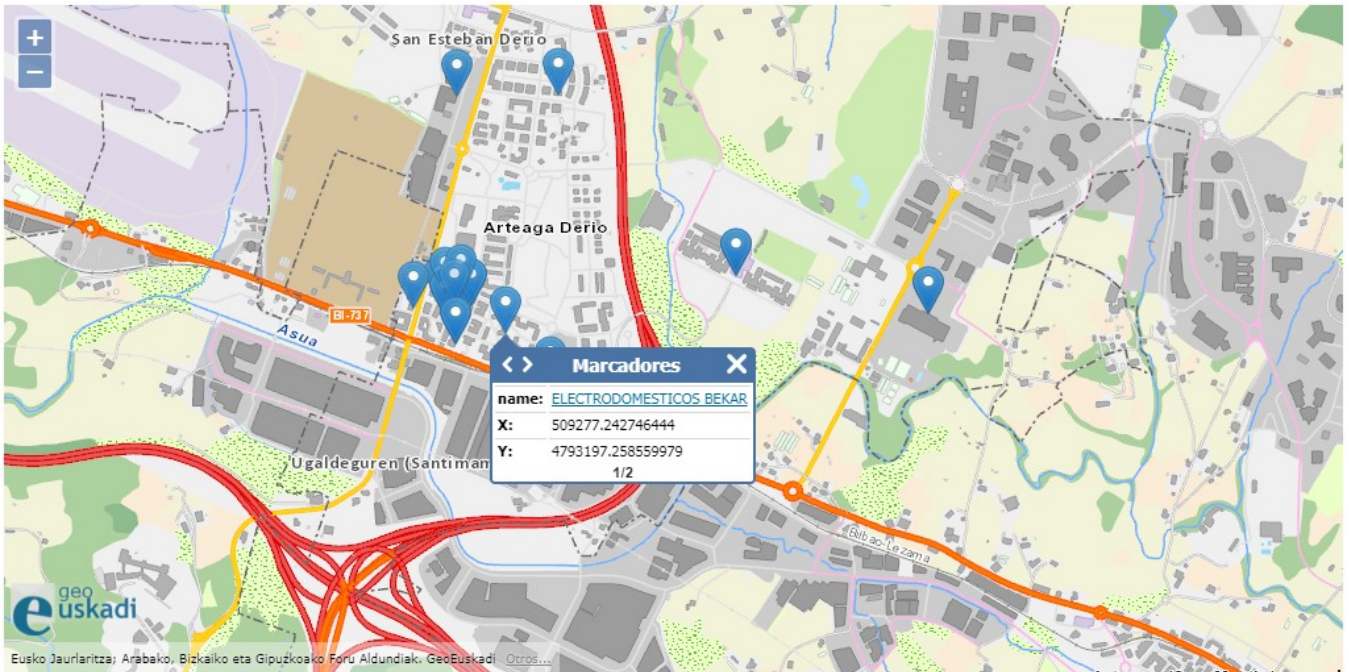 +
−
San Esteban Derio
Arteaga Derio
BI-737
Asua
Marcadores
name: ELECTRODOMESTICOS BEKAR
X: 509277.242746444
Y: 4793197.258559979
1/2
Ugaldeguren (Santimam
Bilbao-Lezama
geo
euskadi
Eusko Jaurlaritza; Arabako, Bizkaiko eta Gipuzkoako Foru Aldundiak. GeoEuskadi Otros...